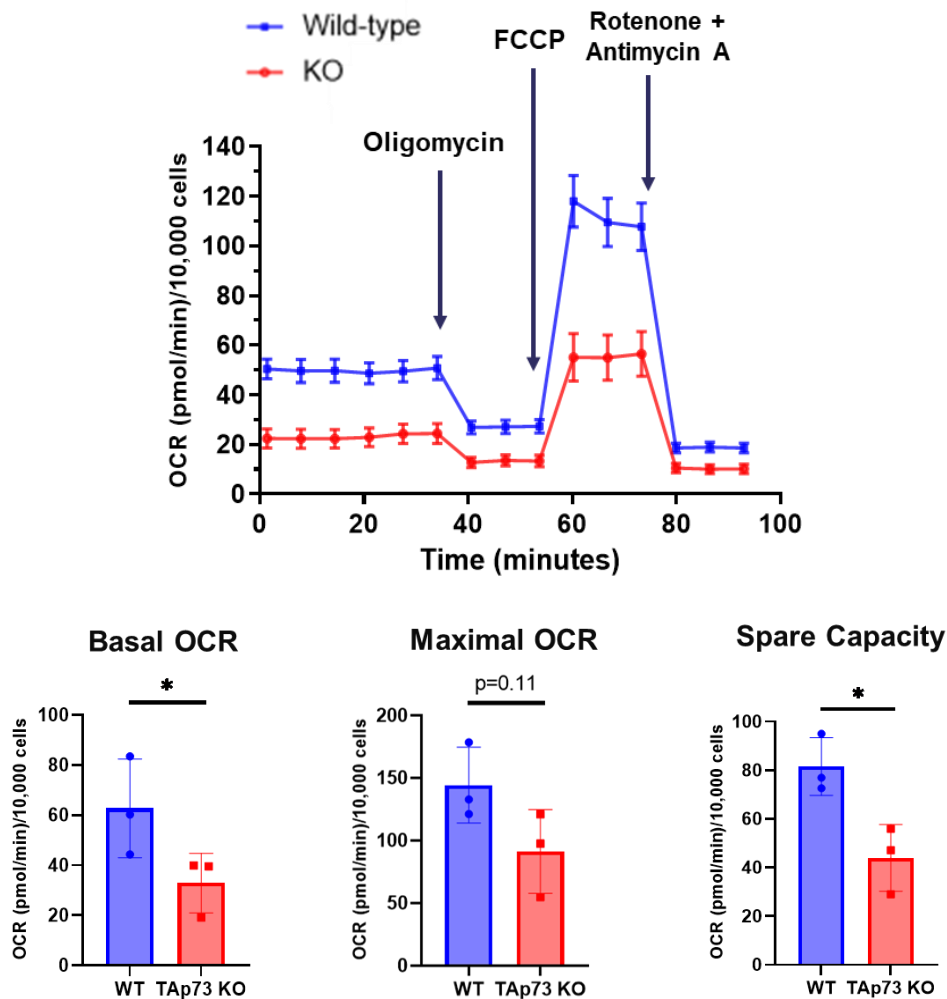 Wild-type
KO
FCCP
Rotenone +
Antimycin A
Oligomycin
OCR (pmol/min)/10,000 cells
140
120
100
80
60
40
20
0
0 20 40 60 80 100
Time (minutes)
Basal OCR
*
OCR (pmol/min)/10,000 cells
100
80
60
40
20
0
WT TAp73 KO
Maximal OCR
p=0.11
OCR (pmol/min)/10,000 cells
200
150
100
50
0
WT TAp73 KO
Spare Capacity
*
OCR (pmol/min)/10,000 cells
100
80
60
40
20
0
WT TAp73 KO